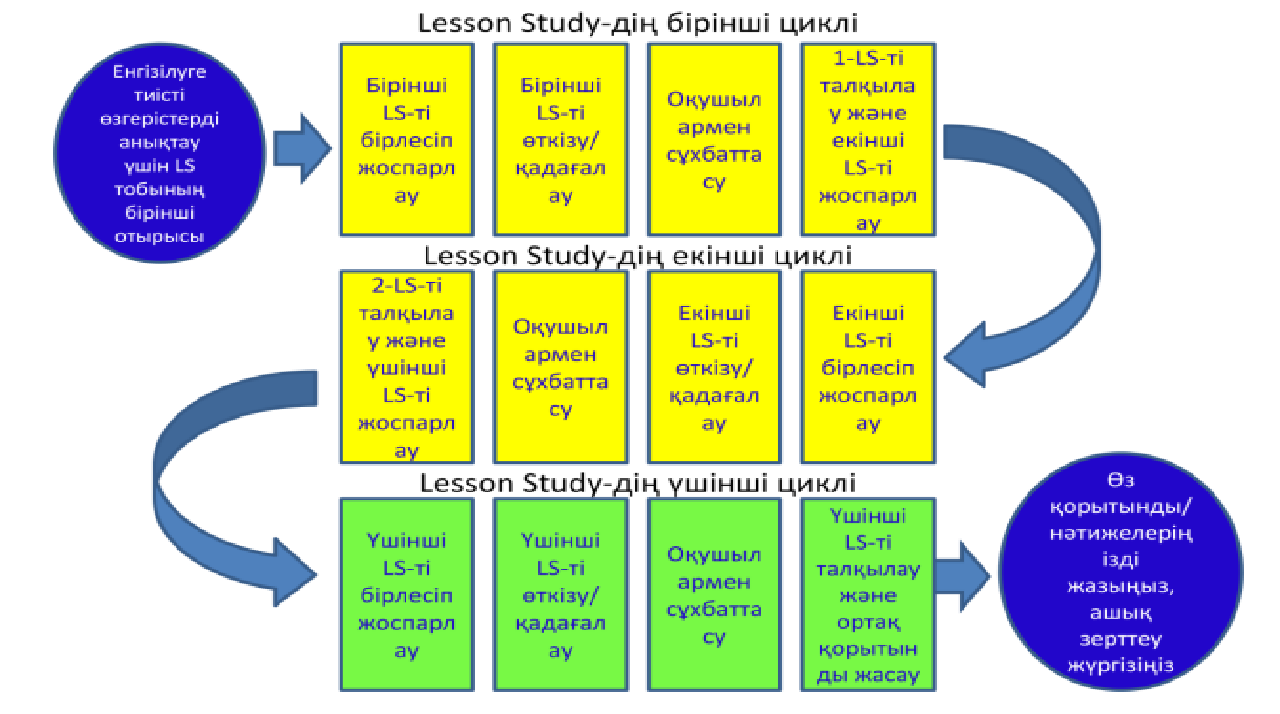 Lesson Study-дің бірінші циклі
Енгізілуге
тиісті
өзгерістерді
анықтау
үшін LS
тобының
бірінші
отырысы
Бірінші
LS-ті
бірлесіп
жоспарл
ау
Бірінші
LS-ті
өткізу/
қадағал
ау
Оқушыл
армен
сұхбатта
су
1-LS-ті
талқыла
у және
екінші
LS-ті
жоспарл
ау
Lesson Study-дің екінші циклі
2-LS-ті
талқыла
у және
үшінші
LS-ті
жоспарл
ау
Оқушыл
армен
сұхбатта
су
Екінші
LS-ті
өткізу/
қадағал
ау
Екінші
LS-ті
бірлесіп
жоспарл
ау
Lesson Study-дің үшінші циклі
Үшінші
LS-ті
бірлесіп
жоспарл
ау
Үшінші
LS-ті
өткізу/
қадағал
ау
Оқушыл
армен
сұхбатта
су
Үшінші
LS-ті
талқылау
және
ортақ
қорытын
ды жасау
Өз
қорытынды/
нәтижелерің
ізді
жазыңыз,
ашық
зерттеу
жүргізіңіз